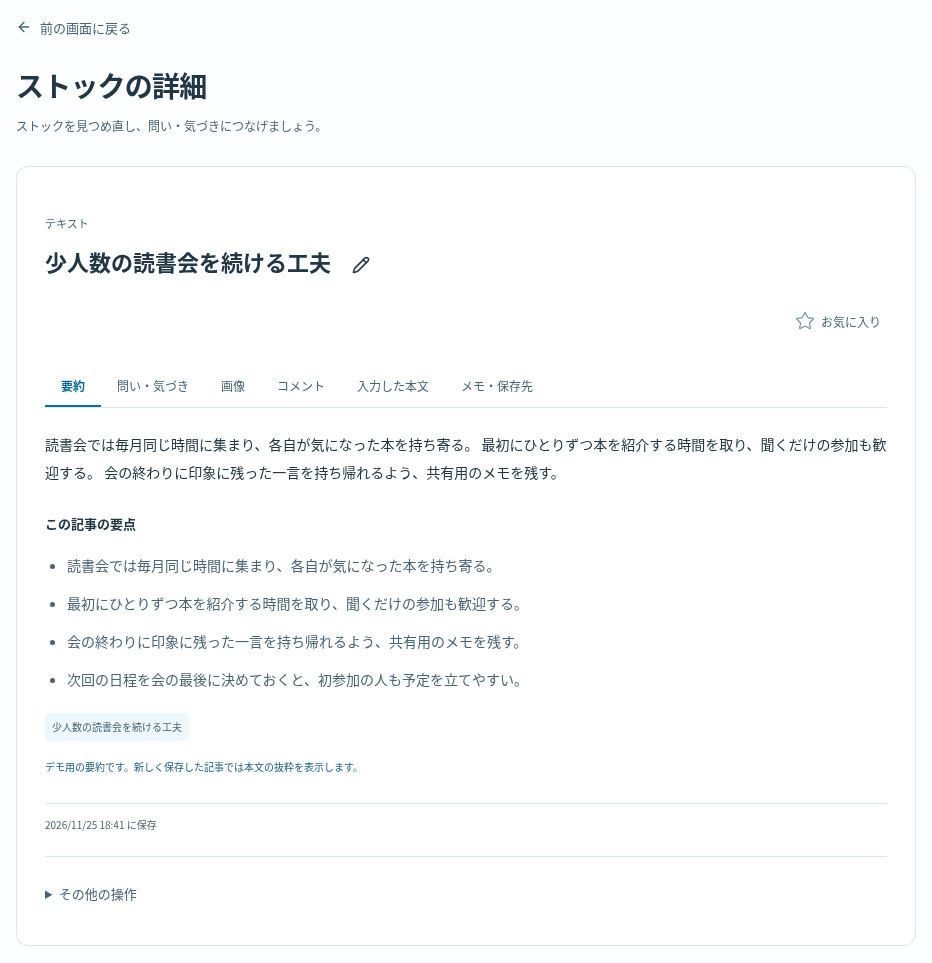 前の画面に戻る
ストックの詳細
ストックを見つめ直し、問い・気づきにつなげましょう。
テキスト
少人数の読書会を続ける工夫
お気に入り
要約 問い・気づき 画像 コメント 入力した本文 メモ・保存先
読書会では毎月同じ時間に集まり、各自が気になった本を持ち寄る。 最初にひとりずつ本を紹介する時間を取り、聞くだけの参加も歓
迎する。 会の終わりに印象に残った一言を持ち帰れるよう、共有用のメモを残す。
この記事の要点
読書会では毎月同じ時間に集まり、各自が気になった本を持ち寄る。
最初にひとりずつ本を紹介する時間を取り、聞くだけの参加も歓迎する。
会の終わりに印象に残った一言を持ち帰れるよう、共有用のメモを残す。
次回の日程を会の最後に決めておくと、初参加の人も予定を立てやすい。
少人数の読書会を続ける工夫
デモ用の要約です。新しく保存した記事では本文の抜粋を表示します。
2026/11/25 18:41 に保存
その他の操作